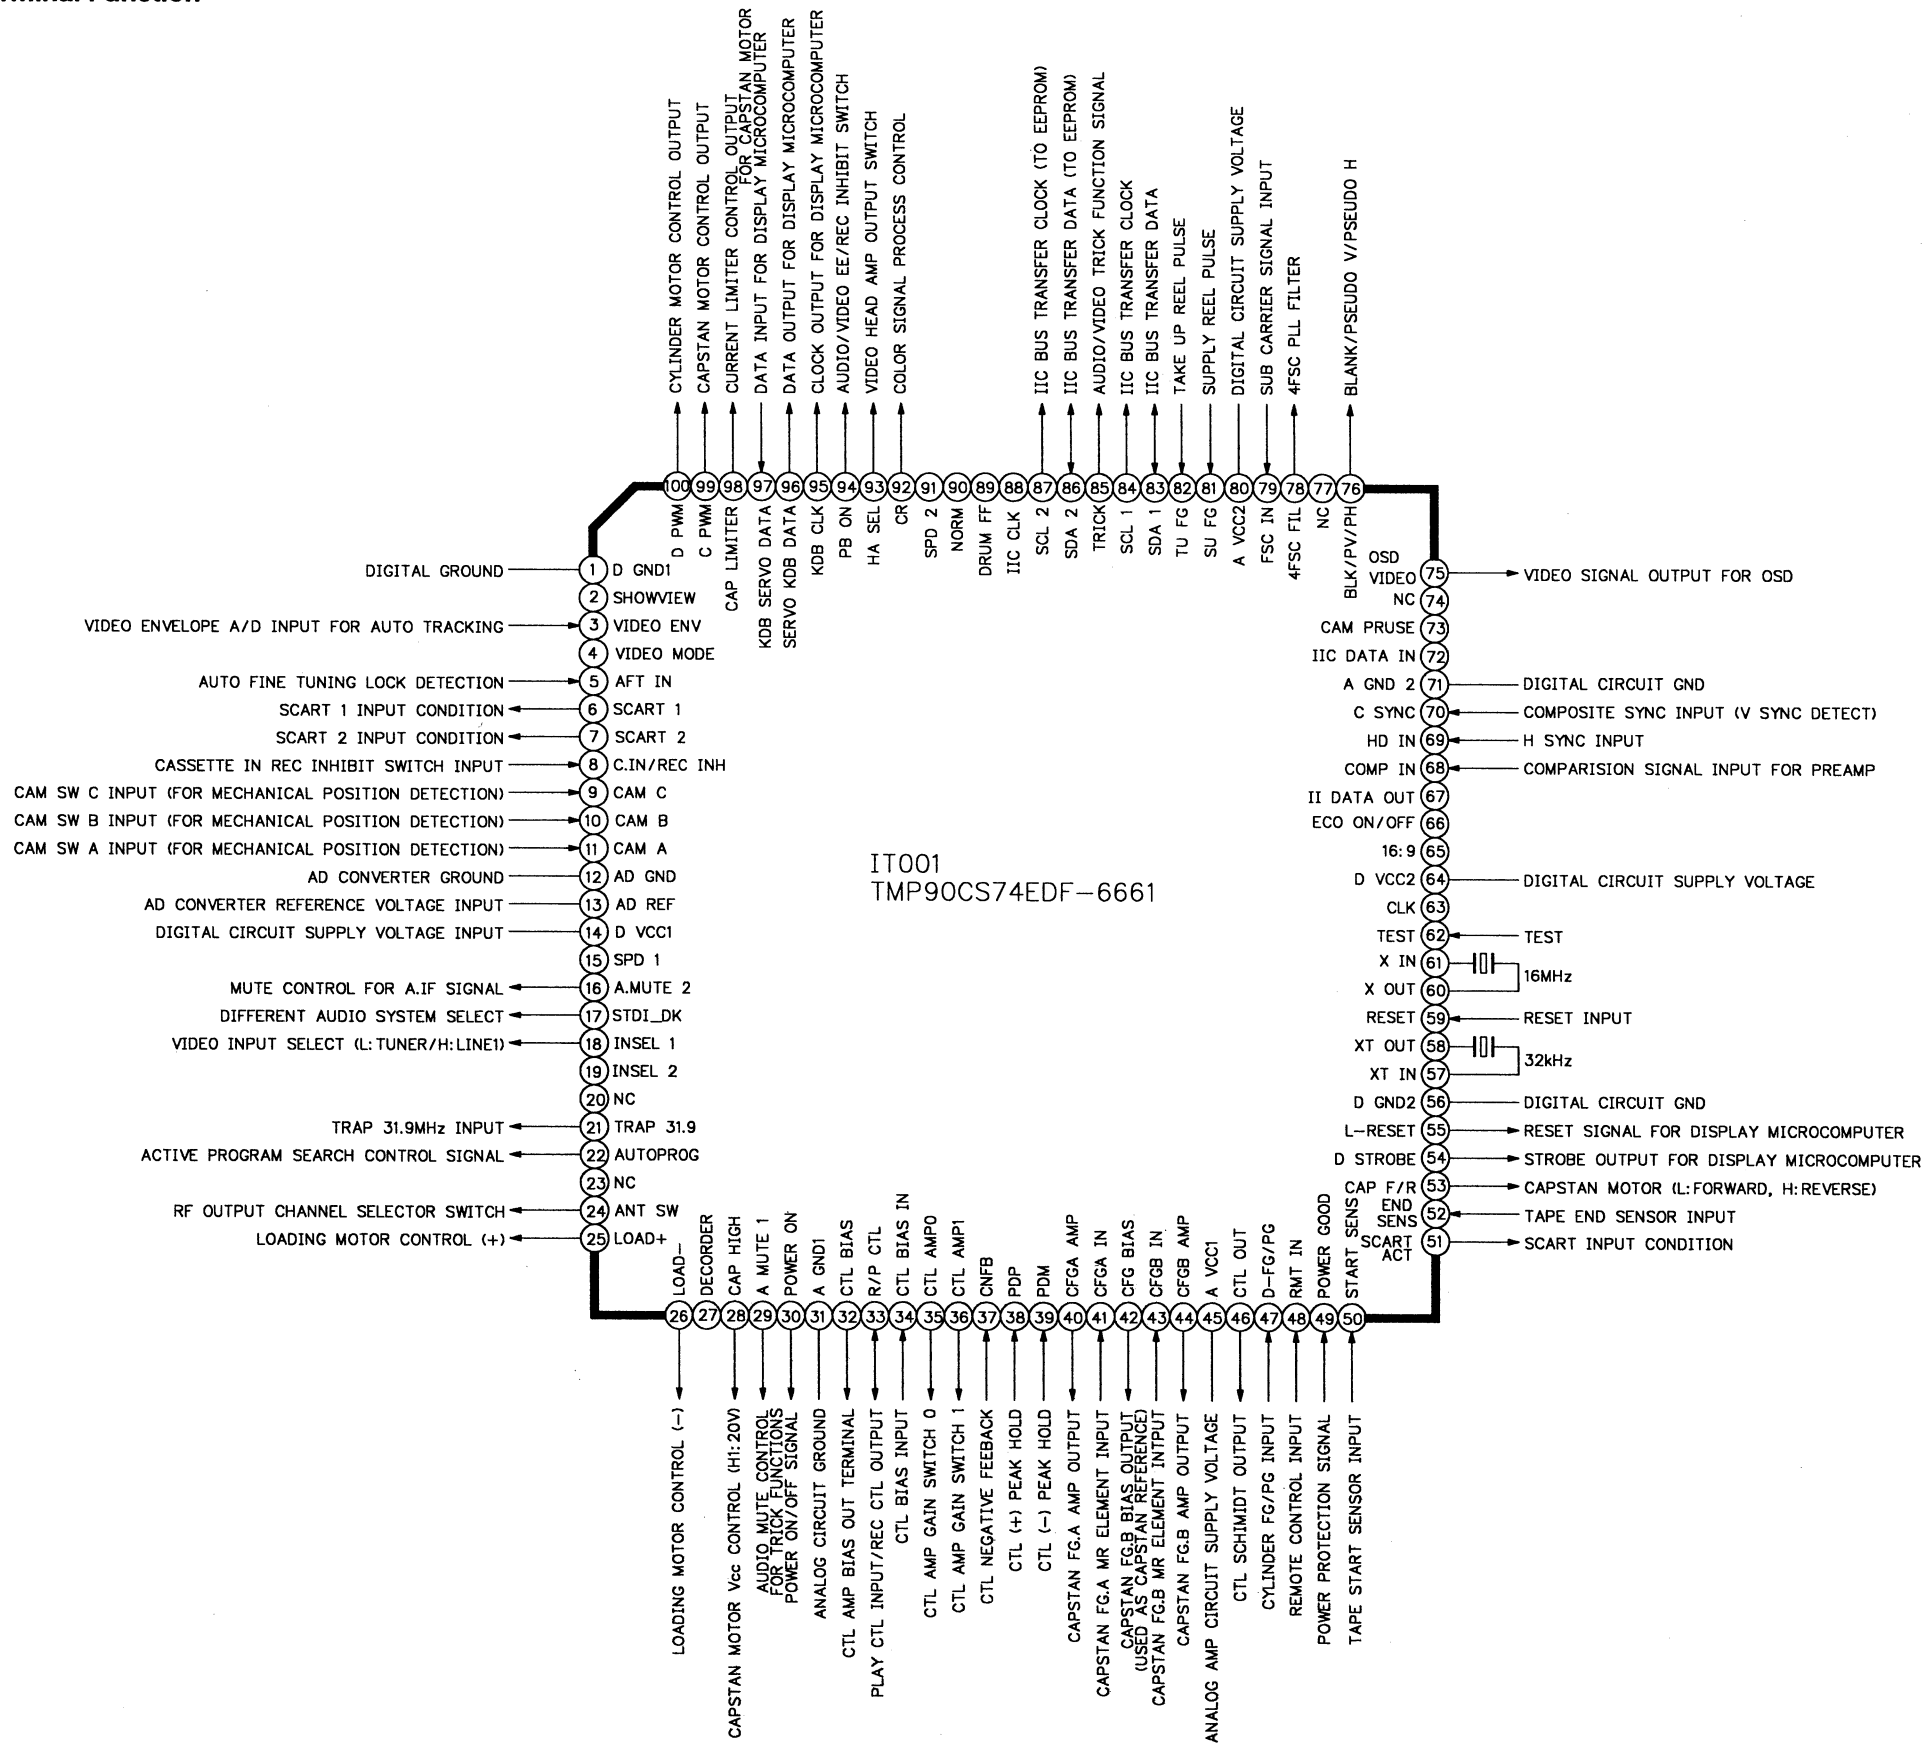 CYLINDER MOTOR CONTROL OUTPUT
CAPSTAN MOTOR CONTROL OUTPUT
CURRENT LIMITER CONTROL OUTPUT
FOR CAPSTAN MOTOR
DATA INPUT FOR DISPLAY MICROCOMPUTER
DATA OUTPUT FOR DISPLAY MICROCOMPUTER
CLOCK OUTPUT FOR DISPLAY MICROCOMPUTER
AUDIO/VIDEO EE/REC INHIBIT SWITCH
VIDEO HEAD AMP OUTPUT SWITCH
COLOR SIGNAL PROCESS CONTROL
IIC BUS TRANSFER CLOCK (TO EEPROM)
IIC BUS TRANSFER DATA (TO EEPROM)
AUDIO/VIDEO TRICK FUNCTION SIGNAL
IIC BUS TRANSFER CLOCK
IIC BUS TRANSFER DATA
TAKE UP REEL PULSE
SUPPLY REEL PULSE
DIGITAL CIRCUIT SUPPLY VOLTAGE
SUB CARRIER SIGNAL INPUT
4FSC PLL FILTER
BLANK/PSEUDO V/PSEUDO H
100 D PWM
99 C PWM
98 CAP LIMITER
97 KDB SERVO DATA
96 SERVO KDB DATA
95 KDB CLK
94 PB ON
93 HA SEL
92 CR
91 SPD 2
90 NORM
89 DRUM FF
88 IIC CLK
87 SCL 2
86 SDA 2
85 TRICK
84 SCL 1
83 SDA 1
82 TU FG
81 SU FG
80 A VCC2
79 FSC IN
78 4FSC FIL
77 NC
76 BLK/PV/PH
DIGITAL GROUND 1 D GND1
2 SHOWVIEW
VIDEO ENVELOPE A/D INPUT FOR AUTO TRACKING 3 VIDEO ENV
4 VIDEO MODE
AUTO FINE TUNING LOCK DETECTION 5 AFT IN
SCART 1 INPUT CONDITION 6 SCART 1
SCART 2 INPUT CONDITION 7 SCART 2
CASSETTE IN REC INHIBIT SWITCH INPUT 8 C.IN/REC INH
CAM SW C INPUT (FOR MECHANICAL POSITION DETECTION) 9 CAM C
CAM SW B INPUT (FOR MECHANICAL POSITION DETECTION) 10 CAM B
CAM SW A INPUT (FOR MECHANICAL POSITION DETECTION) 11 CAM A
AD CONVERTER GROUND 12 AD GND
AD CONVERTER REFERENCE VOLTAGE INPUT 13 AD REF
DIGITAL CIRCUIT SUPPLY VOLTAGE INPUT 14 D VCC1
15 SPD 1
MUTE CONTROL FOR A.IF SIGNAL 16 A.MUTE 2
DIFFERENT AUDIO SYSTEM SELECT 17 STDI_DK
VIDEO INPUT SELECT (L:TUNER/H:LINE1) 18 INSEL 1
19 INSEL 2
20 NC
TRAP 31.9MHz INPUT 21 TRAP 31.9
ACTIVE PROGRAM SEARCH CONTROL SIGNAL 22 AUTOPROG
23 NC
RF OUTPUT CHANNEL SELECTOR SWITCH 24 ANT SW
LOADING MOTOR CONTROL (+) 25 LOAD+
IT001
TMP90CS74EDF-6661
OSD
VIDEO 75 VIDEO SIGNAL OUTPUT FOR OSD
NC 74
CAM PRUSE 73
IIC DATA IN 72
A GND 2 71 DIGITAL CIRCUIT GND
C SYNC 70 COMPOSITE SYNC INPUT (V SYNC DETECT)
HD IN 69 H SYNC INPUT
COMP IN 68 COMPARISION SIGNAL INPUT FOR PREAMP
II DATA OUT 67
ECO ON/OFF 66
16:9 65
D VCC2 64 DIGITAL CIRCUIT SUPPLY VOLTAGE
CLK 63
TEST 62 TEST
X IN 61
16MHz
X OUT 60
RESET 59 RESET INPUT
XT OUT 58
32kHz
XT IN 57
D GND2 56 DIGITAL CIRCUIT GND
L-RESET 55 RESET SIGNAL FOR DISPLAY MICROCOMPUTER
D STROBE 54 STROBE OUTPUT FOR DISPLAY MICROCOMPUTER
CAP F/R 53 CAPSTAN MOTOR (L:FORWARD, H:REVERSE)
END
SENS 52 TAPE END SENSOR INPUT
SCART
ACT 51 SCART INPUT CONDITION
26 LOAD-
27 DECORDER
28 CAP HIGH
29 A MUTE 1
30 POWER ON
31 A GND1
32 CTL BIAS
33 R/P CTL
34 CTL BIAS IN
35 CTL AMP0
36 CTL AMP1
37 CNFB
38 PDP
39 PDM
40 CFGA AMP
41 CFGA IN
42 CFG BIAS
43 CFGB IN
44 CFGB AMP
45 A VCC1
46 CTL OUT
47 D-FG/PG
48 RMT IN
49 POWER GOOD
50 START SENS
LOADING MOTOR CONTROL (-)
CAPSTAN MOTOR Vcc CONTROL (H1:20V)
AUDIO MUTE CONTROL
FOR TRICK FUNCTIONS
POWER ON/OFF SIGNAL
ANALOG CIRCUIT GROUND
CTL AMP BIAS OUT TERMINAL
PLAY CTL INPUT/REC CTL OUTPUT
CTL BIAS INPUT
CTL AMP GAIN SWITCH 0
CTL AMP GAIN SWITCH 1
CTL NEGATIVE FEEBACK
CTL (+) PEAK HOLD
CTL (-) PEAK HOLD
CAPSTAN FG.A AMP OUTPUT
CAPSTAN FG.A MR ELEMENT INPUT
CAPSTAN FG.B BIAS OUTPUT
(USED AS CAPSTAN REFERENCE)
CAPSTAN FG.B MR ELEMENT INTPUT
CAPSTAN FG.B AMP OUTPUT
ANALOG AMP CIRCUIT SUPPLY VOLTAGE
CTL SCHIMIDT OUTPUT
CYLINDER FG/PG INPUT
REMOTE CONTROL INPUT
POWER PROTECTION SIGNAL
TAPE START SENSOR INPUT